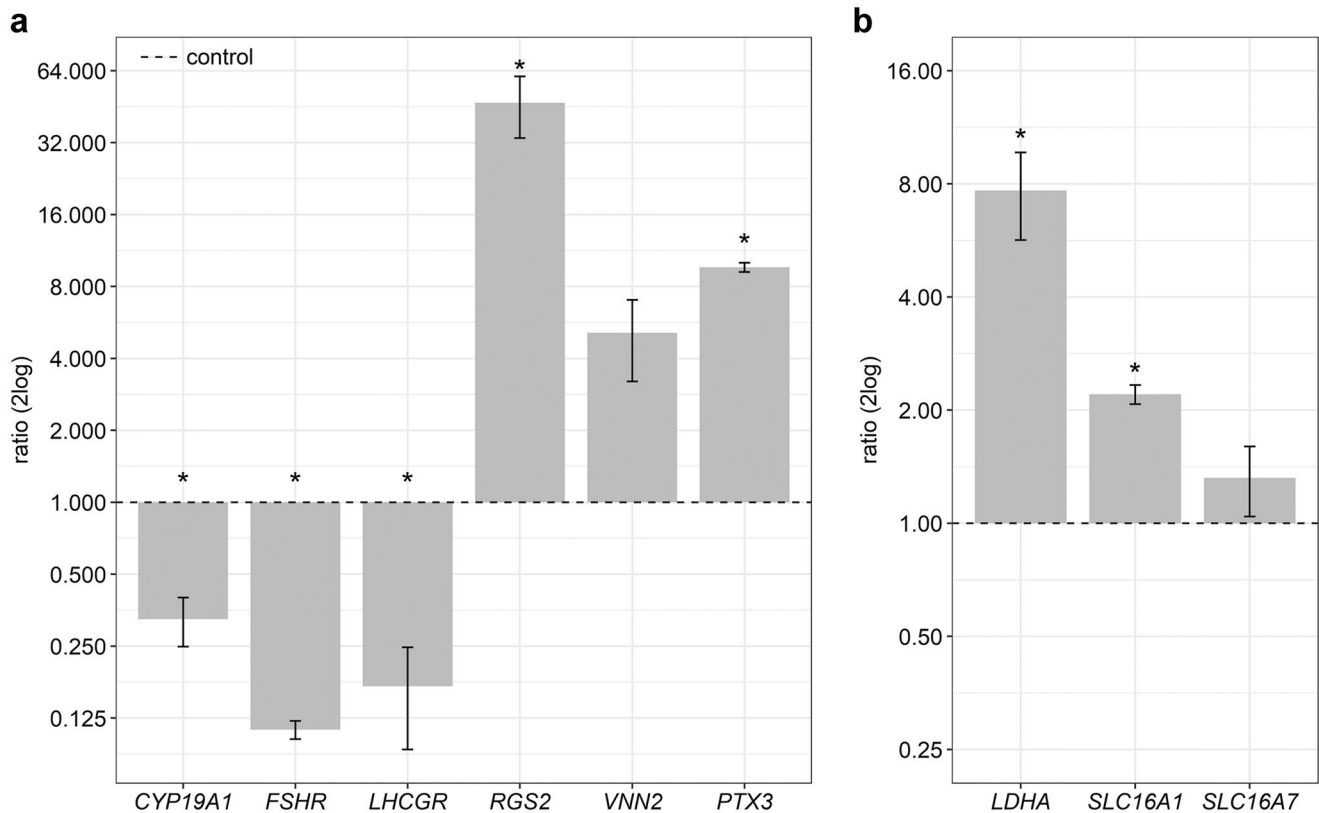 a
control
64.000
32.000
16.000
8.000
4.000
2.000
1.000
0.500
0.250
0.125
ratio (2log)
* * * * *
CYP19A1 FSHR LHCGR RGS2 VNN2 PTX3
b
16.00
8.00
4.00
2.00
1.00
0.50
0.25
ratio (2log)
* *
LDHA SLC16A1 SLC16A7